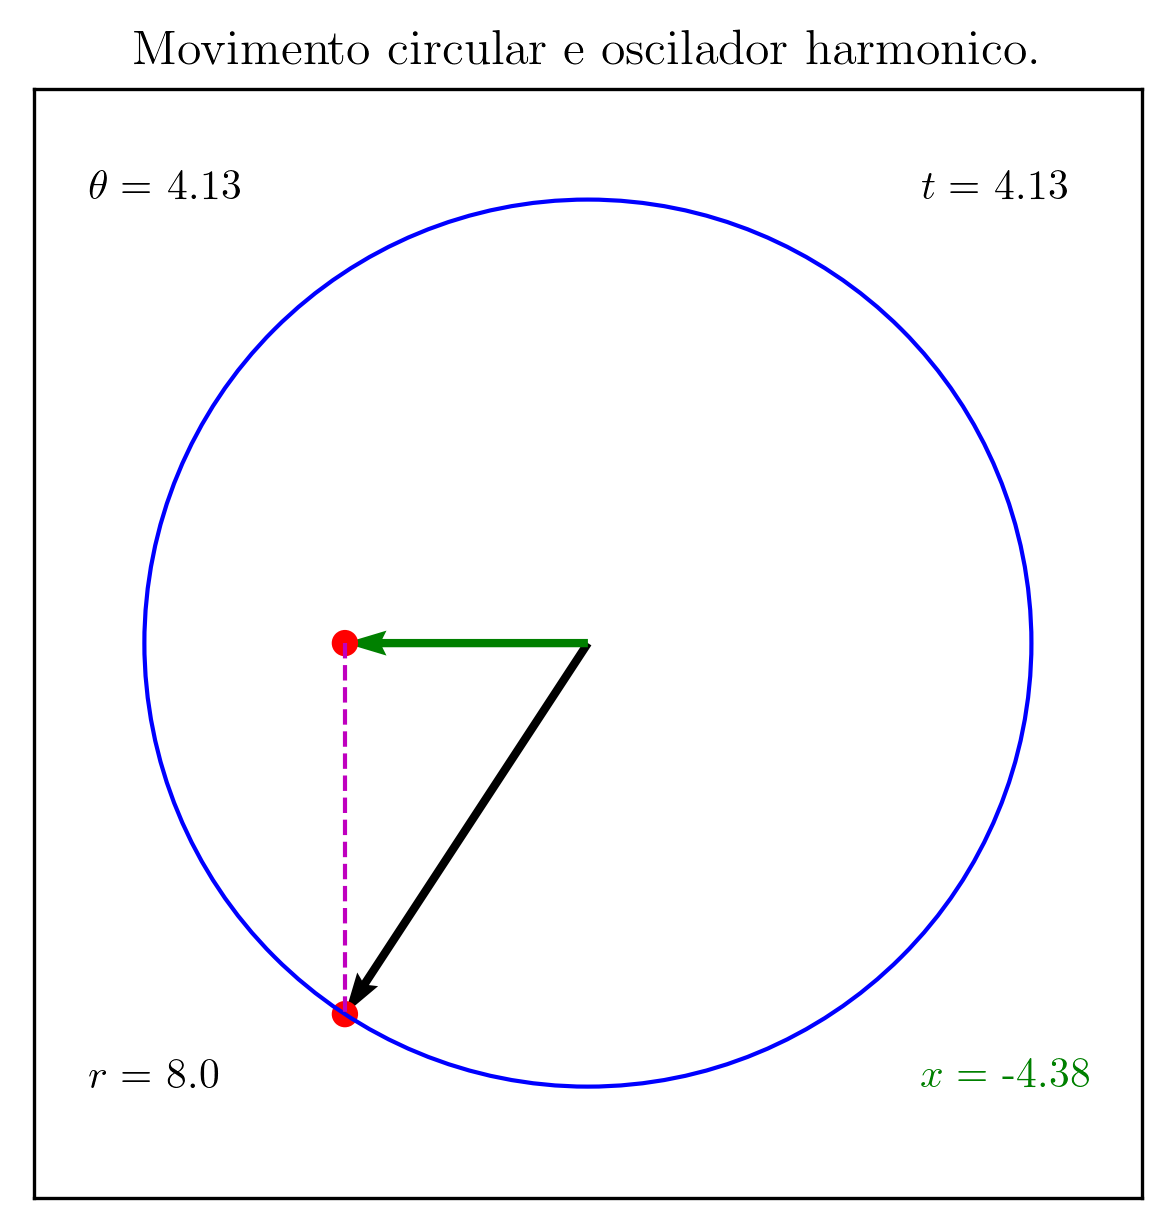 Movimento circular e oscilador harmonico.
θ = 4.13
t = 4.13
r = 8.0
x = -4.38